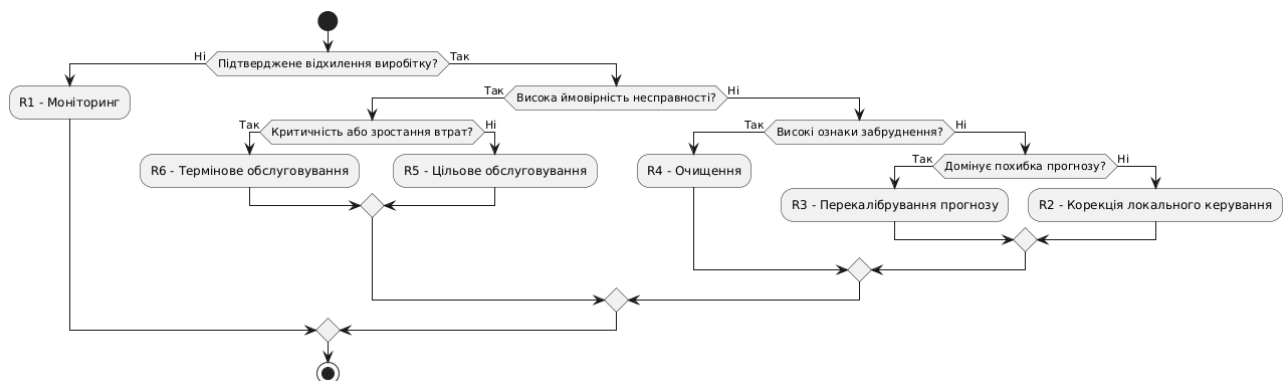 Ні
Підтверджене відхилення виробітку?
Так
R1 - Моніторинг
Так
Висока ймовірність несправності?
Ні
Так
Критичність або зростання втрат?
Ні
Так
Високі ознаки забруднення?
Ні
R6 - Термінове обслуговування
R5 - Цільове обслуговування
R4 - Очищення
Так
Домінує похибка прогнозу?
Ні
R3 - Перекалібрування прогнозу
R2 - Корекція локального керування